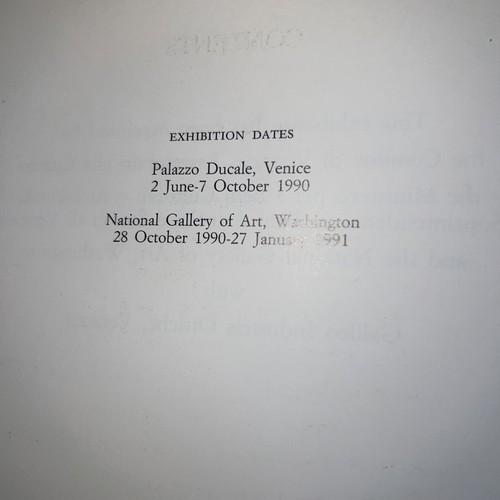 EXHIBITION DATES
Palazzo Ducale, Venice
2 June-7 October 1990
National Gallery of Art, Washington
28 October 1990-27 January 1991